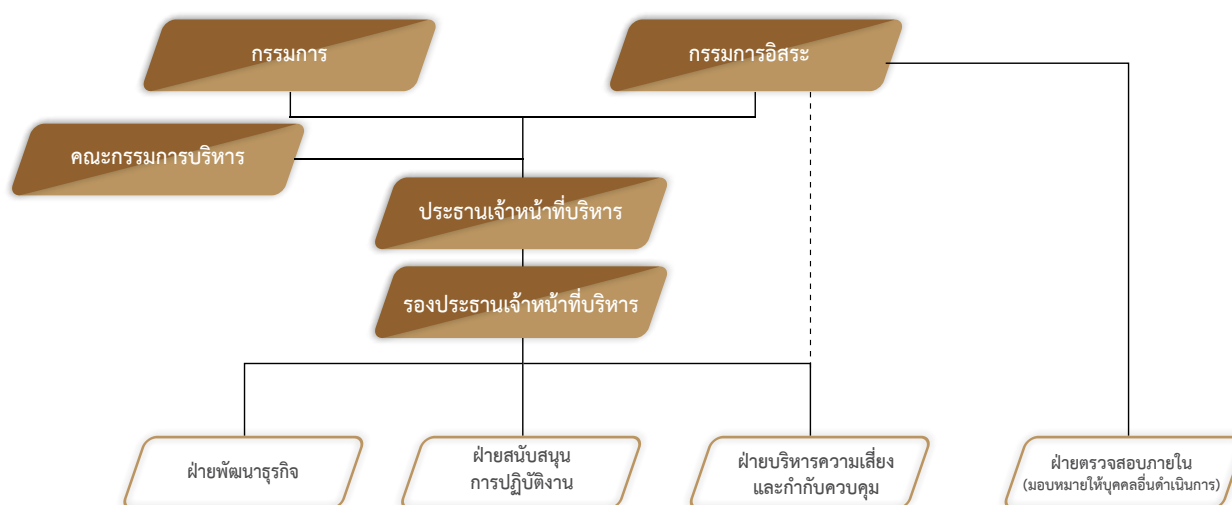 กรรมการ
กรรมการอิสระ
คณะกรรมการบริหาร
ประธานเจ้าหน้าที่บริหาร
รองประธานเจ้าหน้าที่บริหาร
ฝ่ายพัฒนาธุรกิจ
ฝ่ายสนับสนุน
การปฏิบัติงาน
ฝ่ายบริหารความเสี่ยง
และกำกับควบคุม
ฝ่ายตรวจสอบภายใน
(มอบหมายให้บุคคลอื่นดำเนินการ)